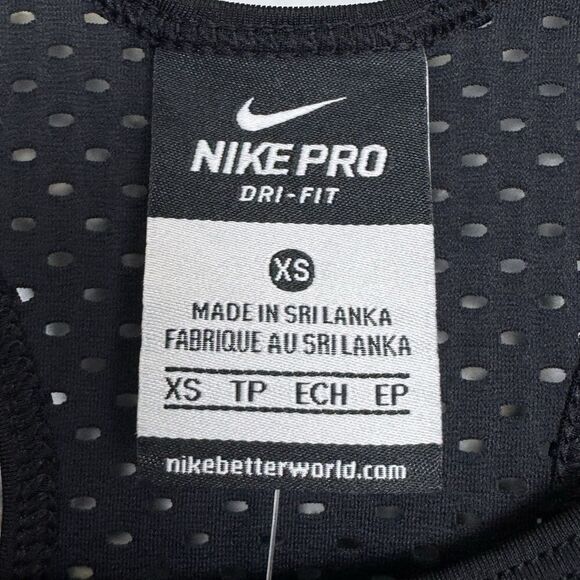 NIKE PRO
DRI-FIT
XS
MADE IN SRI LANKA
FABRIQUE AU SRI LANKA
XS TP ECH EP
nikebetterworld.com